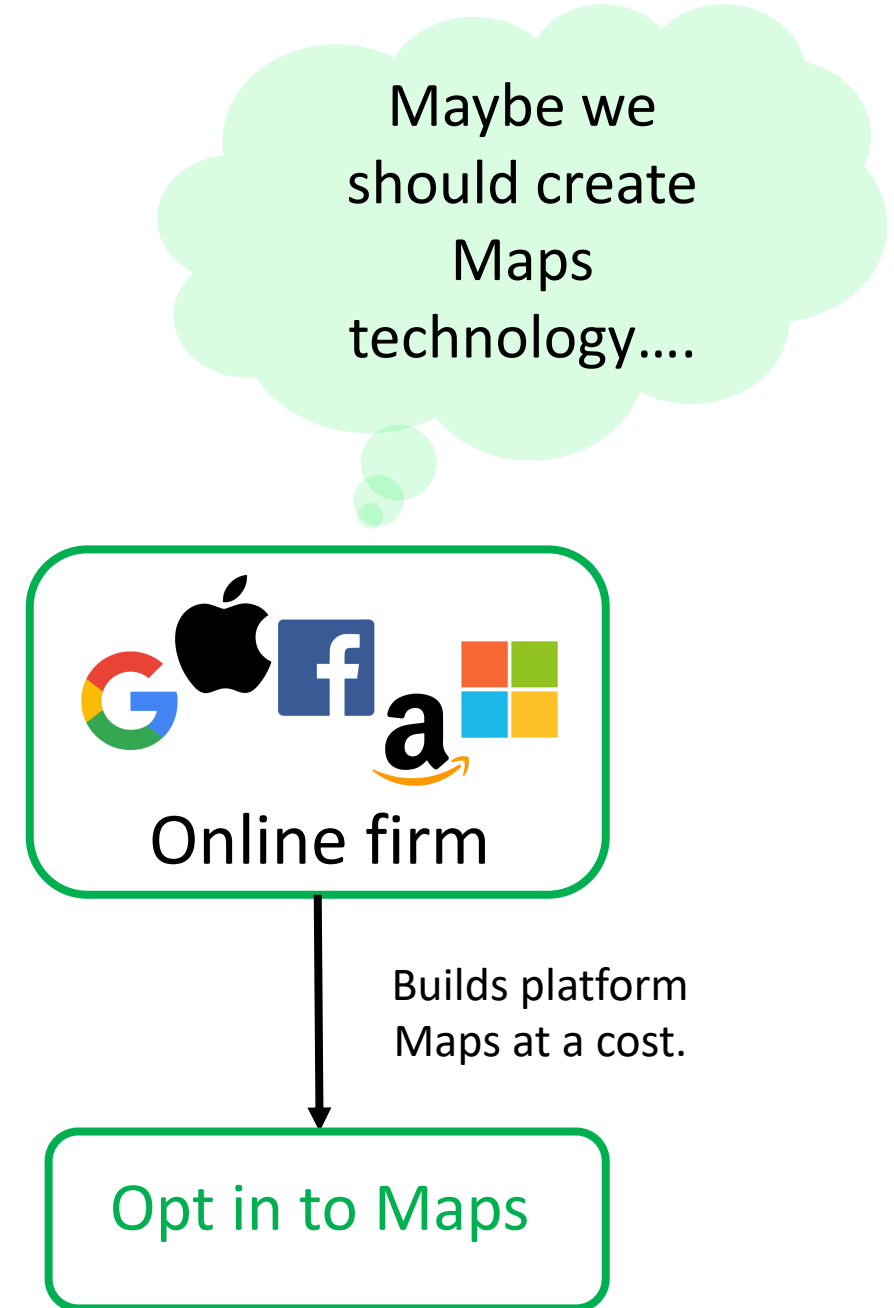 Maybe we
should create
Maps
technology….
Online firm
Builds platform
Maps at a cost.
Opt in to Maps